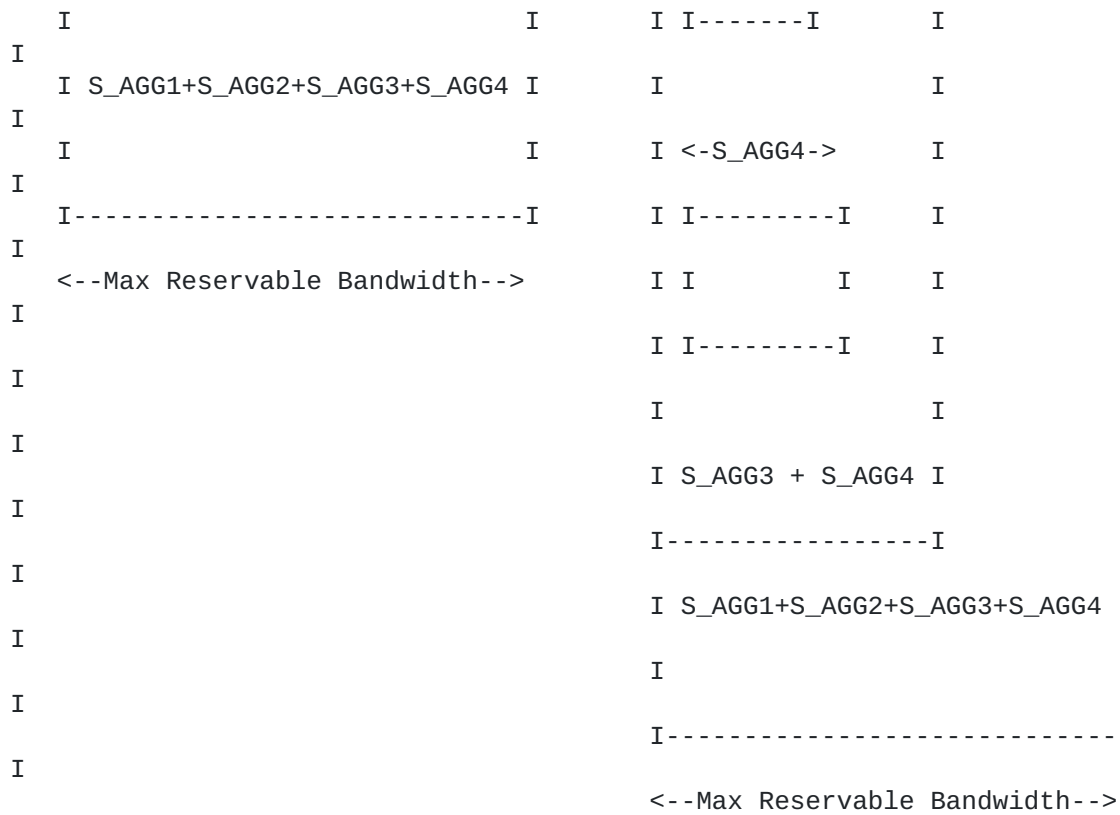 I                             I       I I-------I       I
I
   I S_AGG1+S_AGG2+S_AGG3+S_AGG4 I       I                 I
I
   I                             I       I <-S_AGG4->      I
I
   I-----------------------------I       I I---------I     I
I
   <--Max Reservable Bandwidth-->        I I         I     I
I
                                         I I---------I     I
I
                                         I                 I
I
                                         I S_AGG3 + S_AGG4 I
I
                                         I-----------------I
I
                                         I S_AGG1+S_AGG2+S_AGG3+S_AGG4
I
                                         I
I
                                         I-----------------------------
I
                                         <--Max Reservable Bandwidth-->